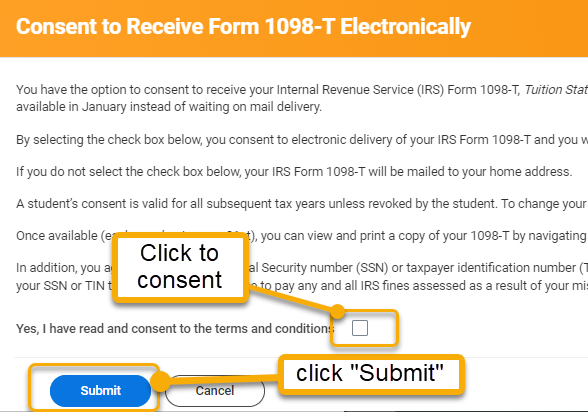 Consent to Receive Form 1098-T Electronically
You have the option to consent to receive your Internal Revenue Service (IRS) Form 1098-T, Tuition Stat
available in January instead of waiting on mail delivery.
By selecting the check box below, you consent to electronic delivery of your IRS Form 1098-T and you w
If you do not select the check box below, your IRS Form 1098-T will be mailed to your home address.
A student's consent is valid for all subsequent tax years unless revoked by the student. To change your
Once available (e t), you can view and print a copy of your 1098-T by navigating
In addition, you a al Security number (SSN) or taxpayer identification number (T
your SSN or TIN t to pay any and all IRS fines assessed as a result of your mis
Click to
consent
Yes, I have read and consent to the terms and conditions
click "Submit"
Submit
Cancel